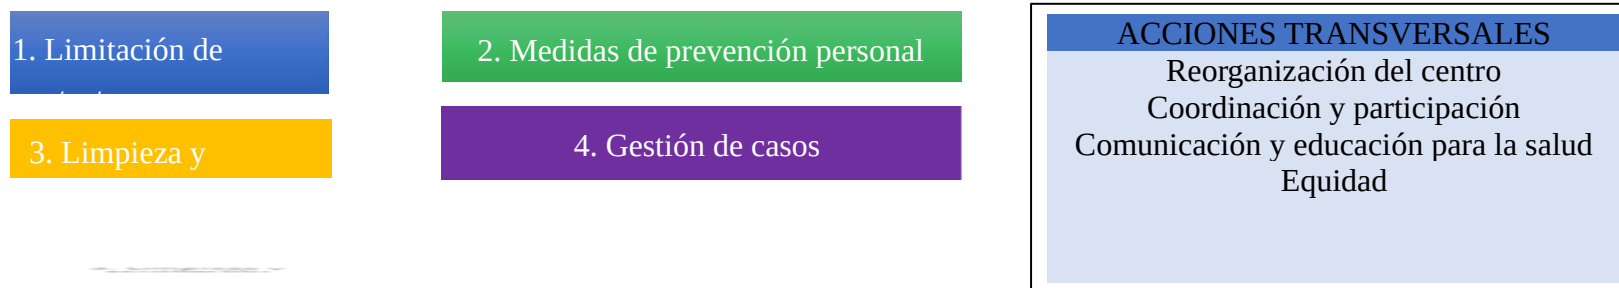 1. Limitación de
2. Medidas de prevención personal
3. Limpieza y
4. Gestión de casos
ACCIONES TRANSVERSALES
Reorganización del centro
Coordinación y participación
Comunicación y educación para la salud
Equidad